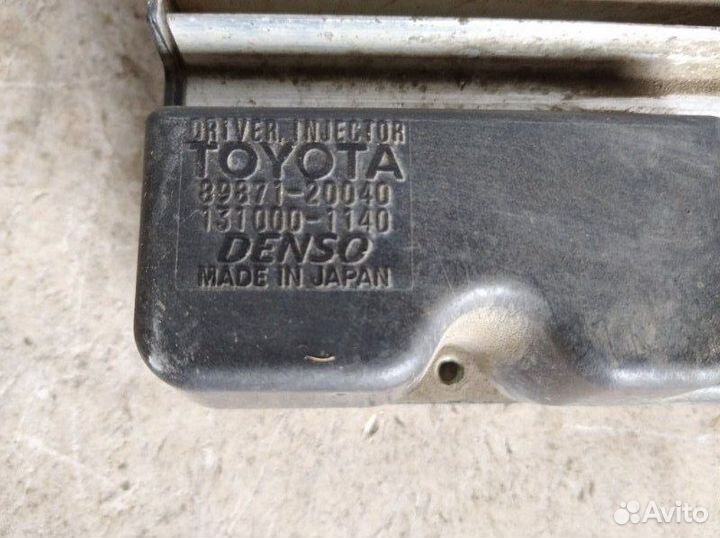 DRIVER, INJECTOR
TOYOTA
89871-20040
131000-1140
DENSO
MADE IN JAPAN
Avito